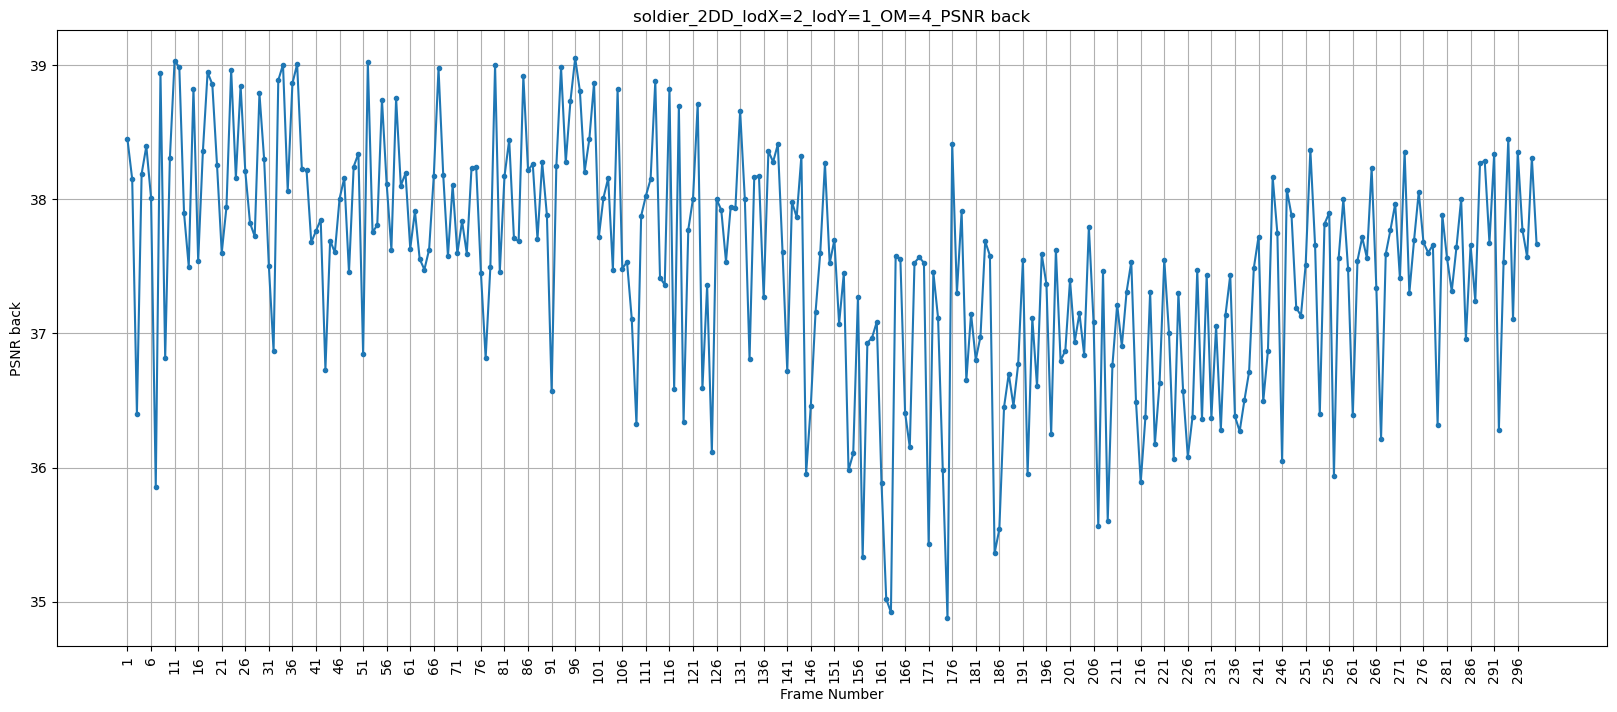 soldier_2DD_lodX=2_lodY=1_OM=4_PSNR back
PSNR back
39
38
37
36
35
1 6 11 16 21 26 31 36 41 46 51 56 61 66 71 76 81 86 91 96 101 106 111 116 121 126 131 136 141 146 151 156 161 166 171 176 181 186 191 196 201 206 211 216 221 226 231 236 241 246 251 256 261 266 271 276 281 286 291 296
Frame Number